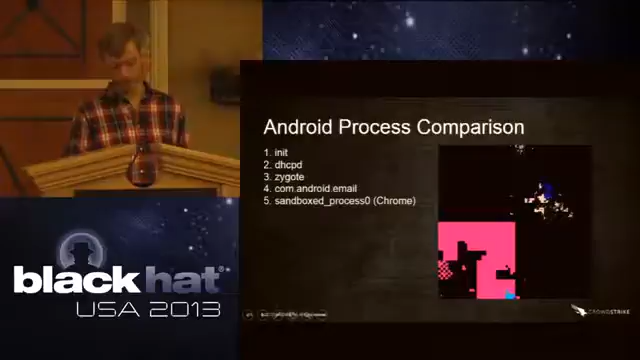 Android Process Comparison
1. init
2. dhcpd
3. zygote
4. com.android.email
5. sandboxed_process0 (Chrome)
black hat®
USA 2013
CROWDSTRIKE